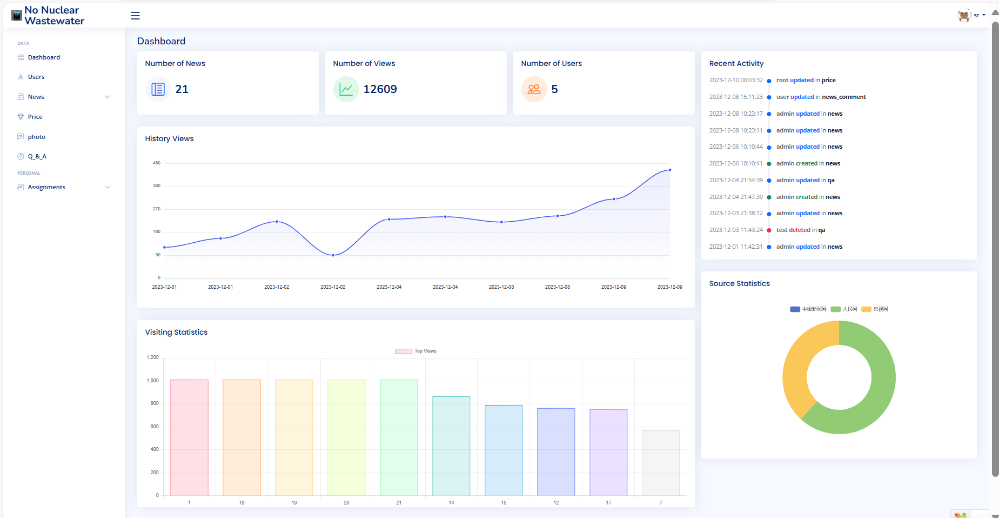 No Nuclear
Wastewater
sr
DATA
Dashboard
Users
News
Price
photo
Q_&_A
PERSONAL
Assignments
Dashboard
Number of News
21
Number of Views
12609
Number of Users
5
History Views
450
360
270
180
90
0
2023-12-01 2023-12-01 2023-12-02 2023-12-02 2023-12-04 2023-12-04 2023-12-08 2023-12-08 2023-12-09 2023-12-09
Visiting Statistics
Top Views
1,200
1,000
800
600
400
200
0
1 18 19 20 21 14 15 12 17 7
Recent Activity
2023-12-10 00:03:32 root updated in price
2023-12-08 15:11:23 user updated in news_comment
2023-12-08 10:23:17 admin updated in news
2023-12-08 10:23:11 admin updated in news
2023-12-06 10:10:44 admin updated in news
2023-12-06 10:10:41 admin created in news
2023-12-04 21:54:39 admin updated in qa
2023-12-04 21:47:39 admin created in news
2023-12-03 21:38:12 admin updated in news
2023-12-03 11:43:24 test deleted in qa
2023-12-01 11:42:31 admin updated in news
Source Statistics
中国新闻网 人民网 央视网